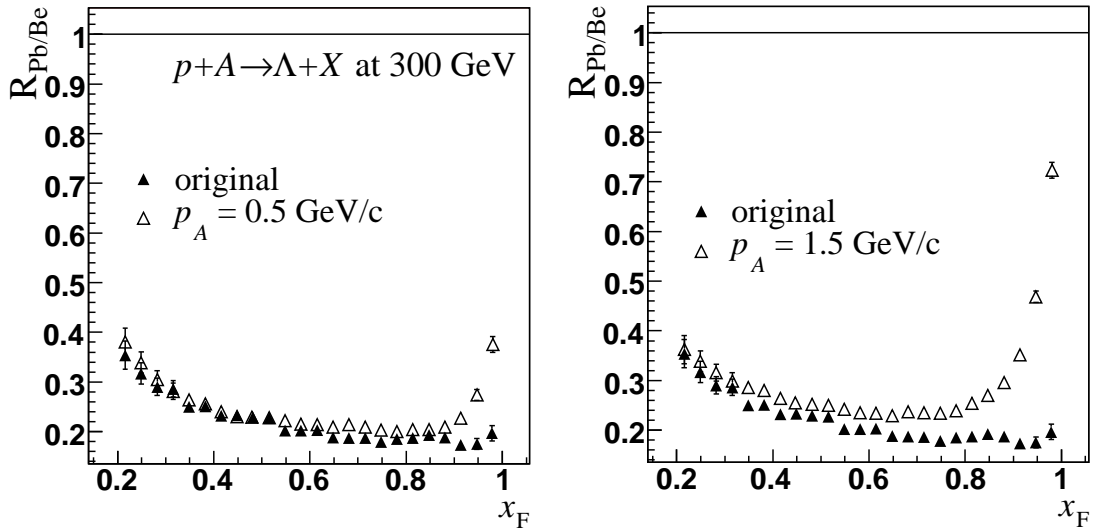 R_Pb/Be
1
0.9
0.8
0.7
0.6
0.5
0.4
0.3
0.2
p+A→Λ+X at 300 GeV
original
p_A = 0.5 GeV/c
0.2 0.4 0.6 0.8 1
x_F
R_Pb/Be
1
0.9
0.8
0.7
0.6
0.5
0.4
0.3
0.2
original
p_A = 1.5 GeV/c
0.2 0.4 0.6 0.8 1
x_F